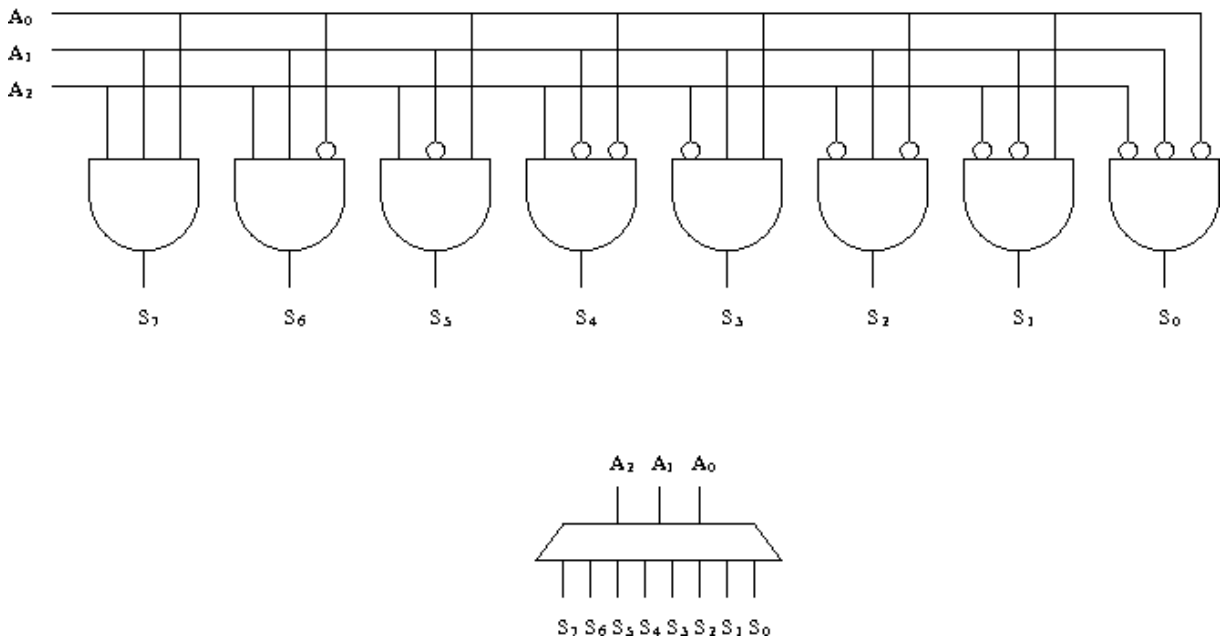 A₀
A₁
A₂
S₇ S₆ S₅ S₄ S₃ S₂ S₁ S₀
A₂ A₁ A₀
S₇ S₆ S₅ S₄ S₃ S₂ S₁ S₀